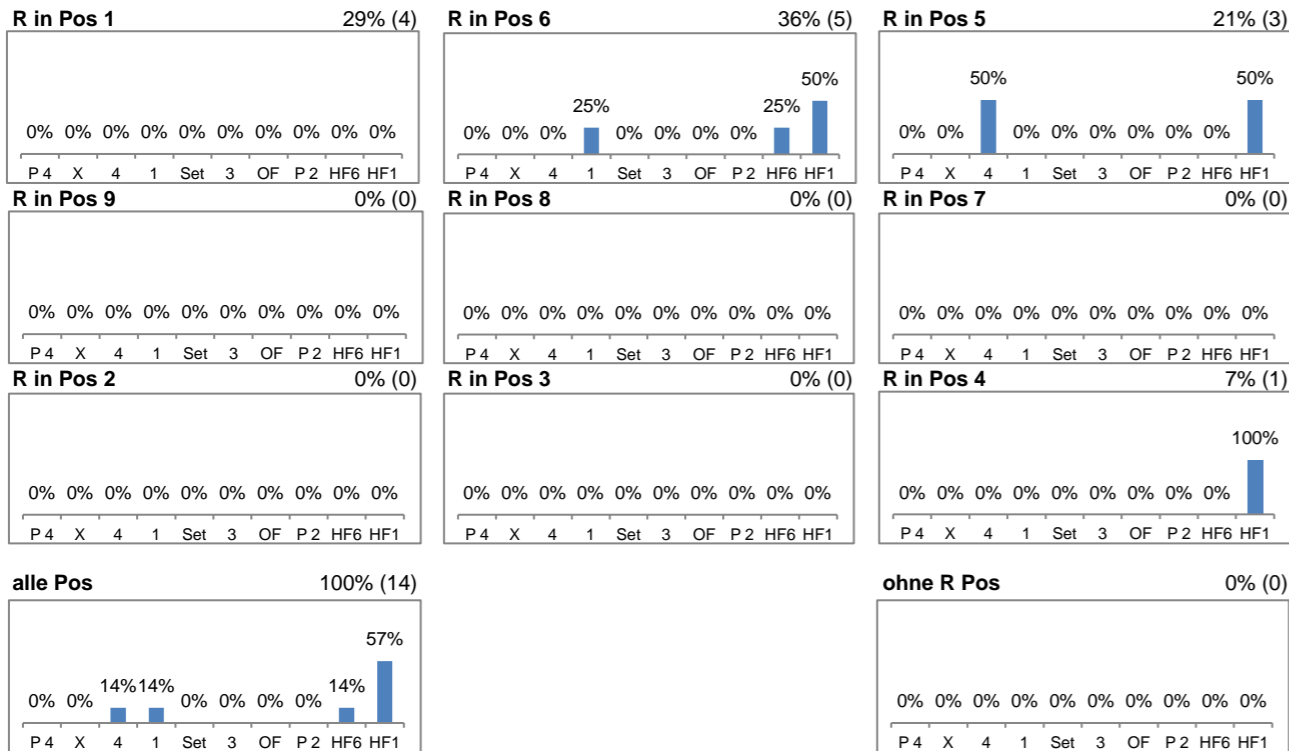 R in Pos 1 29% (4)
0% 0% 0% 0% 0% 0% 0% 0% 0% 0%
P 4 X 4 1 Set 3 OF P 2 HF6 HF1
R in Pos 6 36% (5)
50%
25% 25%
0% 0% 0% 0% 0% 0% 0%
P 4 X 4 1 Set 3 OF P 2 HF6 HF1
R in Pos 5 21% (3)
50% 50%
0% 0% 0% 0% 0% 0% 0% 0%
P 4 X 4 1 Set 3 OF P 2 HF6 HF1
R in Pos 9 0% (0)
0% 0% 0% 0% 0% 0% 0% 0% 0% 0%
P 4 X 4 1 Set 3 OF P 2 HF6 HF1
R in Pos 8 0% (0)
0% 0% 0% 0% 0% 0% 0% 0% 0% 0%
P 4 X 4 1 Set 3 OF P 2 HF6 HF1
R in Pos 7 0% (0)
0% 0% 0% 0% 0% 0% 0% 0% 0% 0%
P 4 X 4 1 Set 3 OF P 2 HF6 HF1
R in Pos 2 0% (0)
0% 0% 0% 0% 0% 0% 0% 0% 0% 0%
P 4 X 4 1 Set 3 OF P 2 HF6 HF1
R in Pos 3 0% (0)
0% 0% 0% 0% 0% 0% 0% 0% 0% 0%
P 4 X 4 1 Set 3 OF P 2 HF6 HF1
R in Pos 4 7% (1)
100%
0% 0% 0% 0% 0% 0% 0% 0% 0%
P 4 X 4 1 Set 3 OF P 2 HF6 HF1
alle Pos 100% (14)
57%
14% 14% 14%
0% 0% 0% 0% 0% 0%
P 4 X 4 1 Set 3 OF P 2 HF6 HF1
ohne R Pos 0% (0)
0% 0% 0% 0% 0% 0% 0% 0% 0% 0%
P 4 X 4 1 Set 3 OF P 2 HF6 HF1